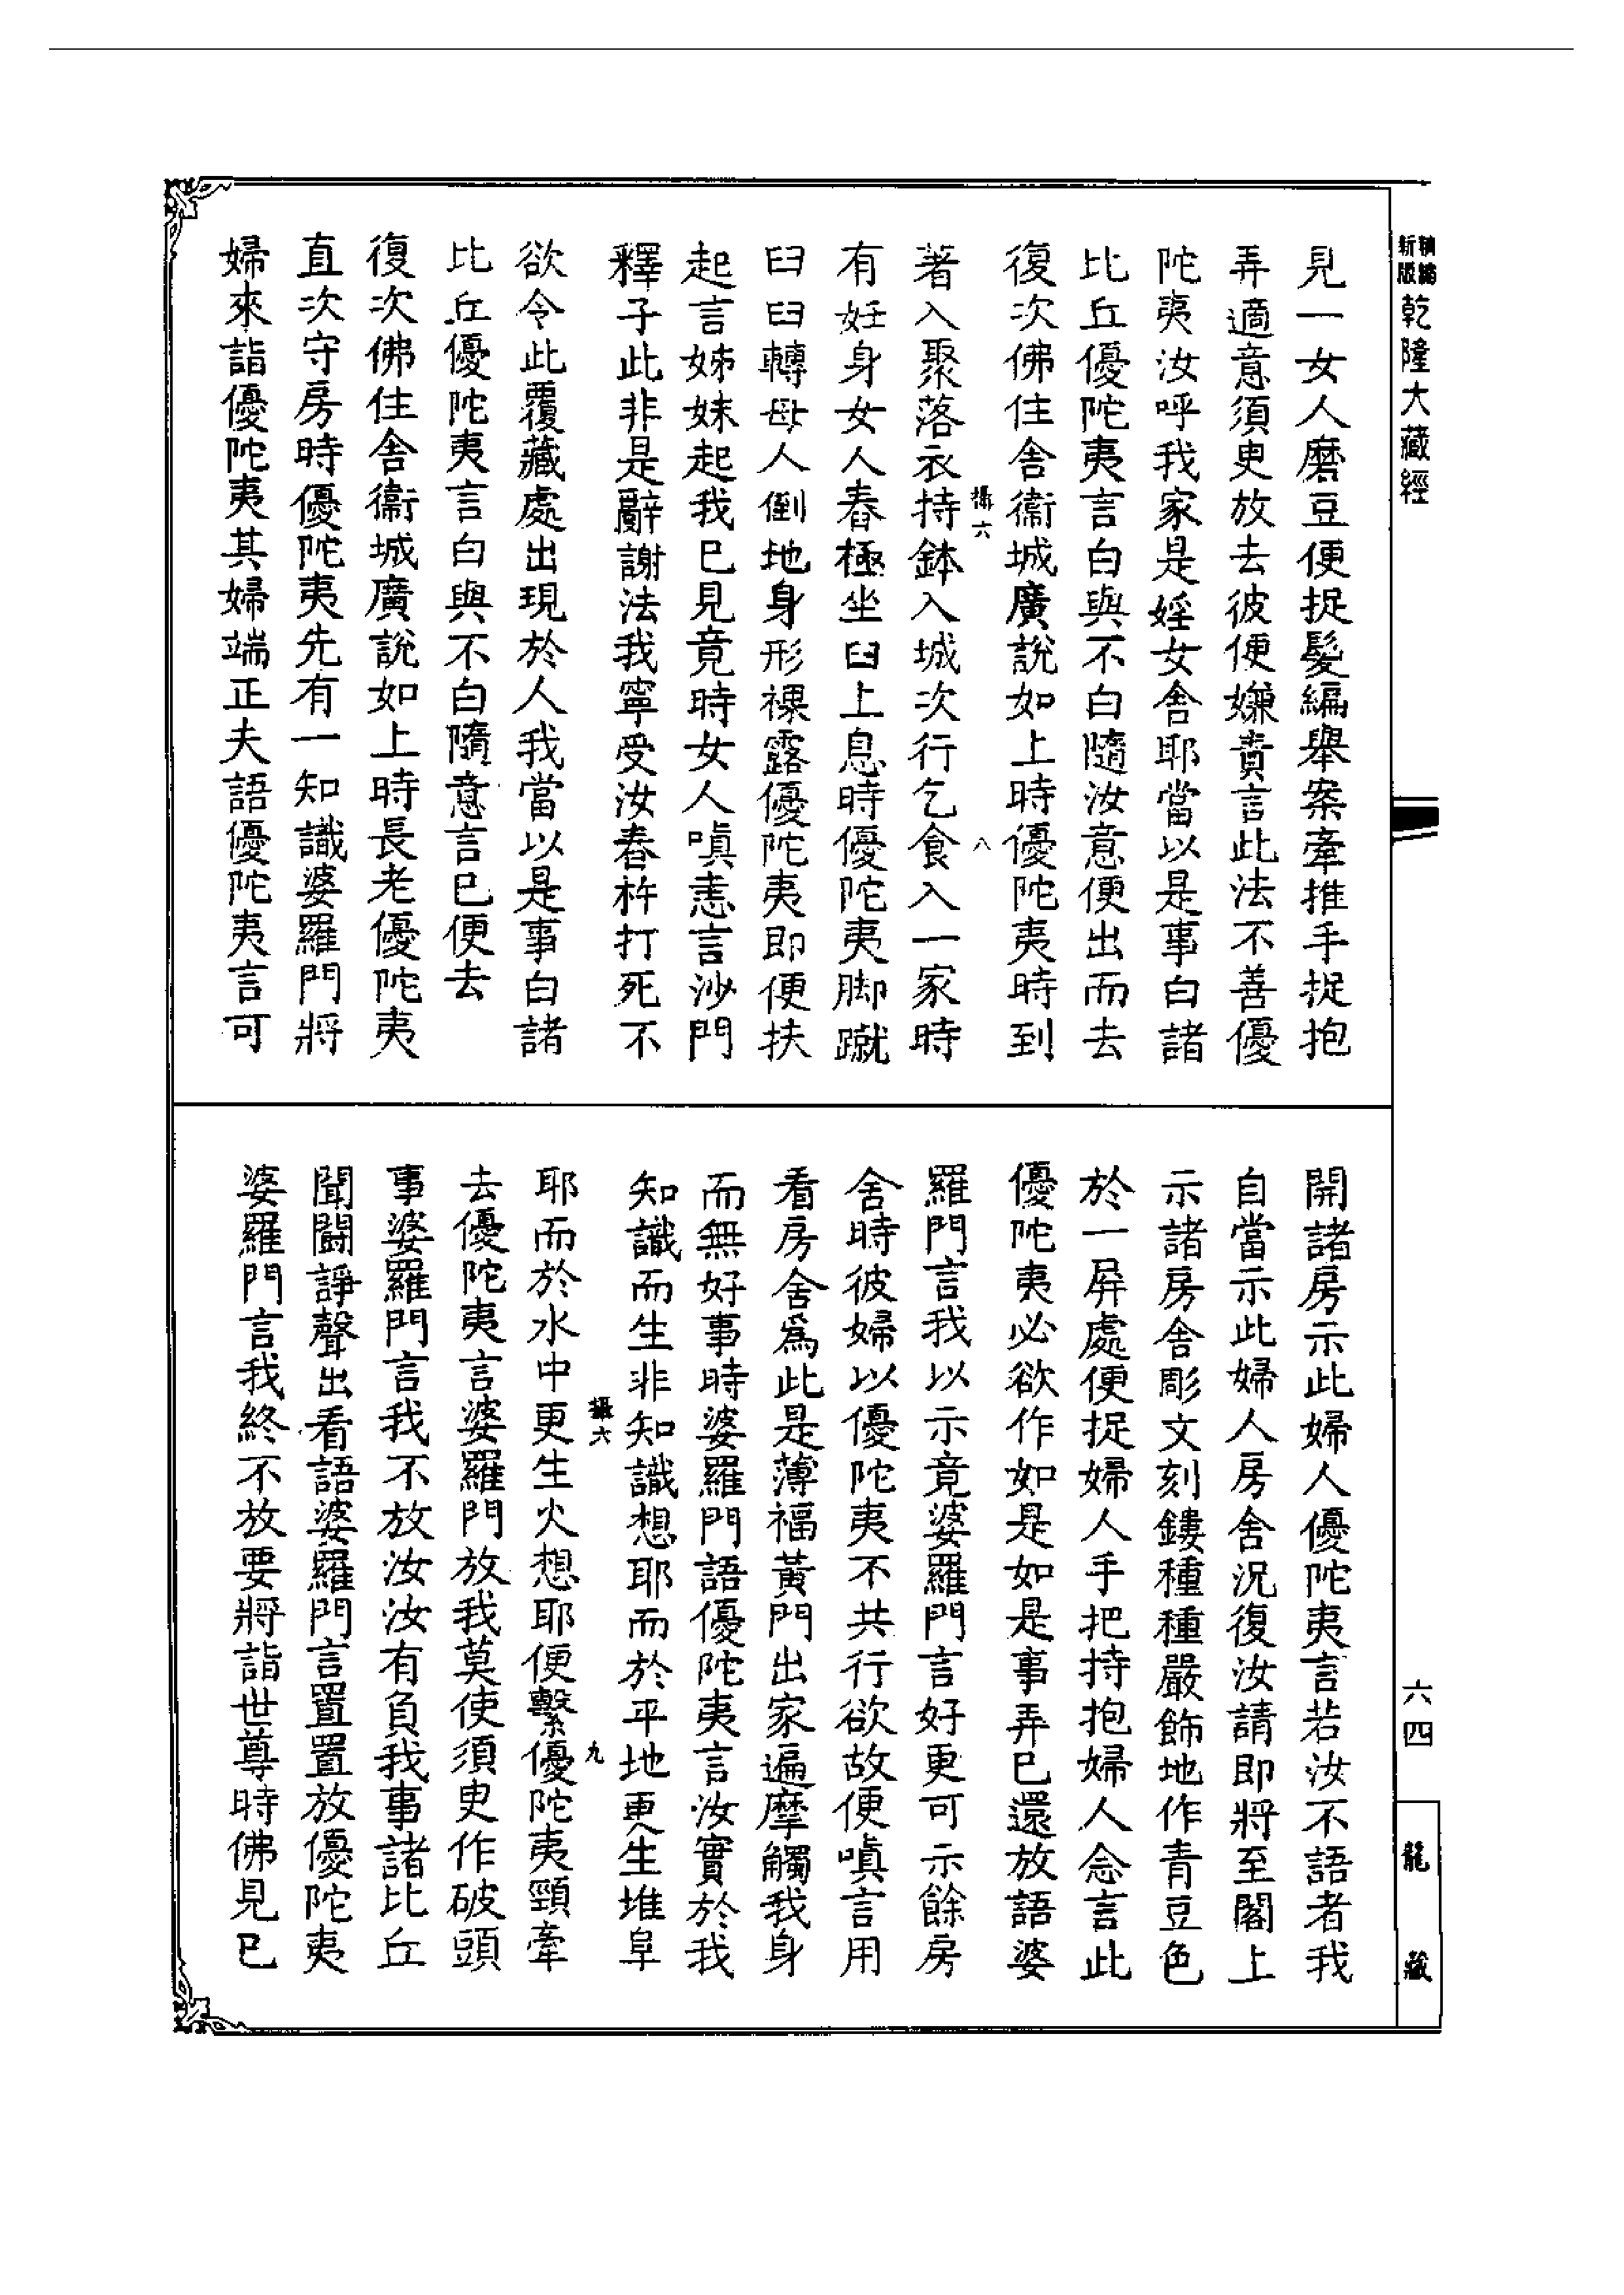 精縮新版
乾隆大藏經
六四
龍藏
見一女人磨豆便捉髮編舉案牽推手捉抱
弄適意須臾放去彼便嫌責言此法不善優
陀夷汝呼我家是婬女舍耶當以是事白諸
比丘優陀夷言白與不白隨汝意便出而去
復次佛住舍衞城廣說如上時優陀夷時到
攝六
八
著入聚落衣持鉢入城次行乞食入一家時
有妊身女人舂極坐臼上息時優陀夷脚蹴
臼臼轉母人倒地身形裸露優陀夷即便扶
起言姊妹起我已見竟時女人嗔恚言沙門
釋子此非是辭謝法我寧受汝舂杵打死不
欲令此覆藏處出現於人我當以是事白諸
比丘優陀夷言白與不白隨意言已便去
復次佛住舍衞城廣說如上時長老優陀夷
直次守房時優陀夷先有一知識婆羅門將
婦來詣優陀夷其婦端正夫語優陀夷言可
開諸房示此婦人優陀夷言若汝不語者我
自當示此婦人房舍況復汝請即將至閣上
示諸房舍彫文刻鏤種種嚴飾地作青豆色
於一屏處便捉婦人手把持抱婦人念言此
優陀夷必欲作如是如是事弄已還放語婆
羅門言我以示竟婆羅門言好更可示餘房
舍時彼婦以優陀夷不共行欲故便嗔言用
看房舍爲此是薄福黃門出家遍摩觸我身
而無好事時婆羅門語優陀夷言汝實於我
知識而生非知識想耶而於平地更生堆阜
攝六
九
耶而於水中更生火想耶便繫優陀夷頸牽
去優陀夷言婆羅門放我莫使須臾作破頭
事婆羅門言我不放汝汝有負我事諸比丘
聞鬪諍聲出看語婆羅門言置置放優陀夷
婆羅門言我終不放要將詣世尊時佛見已